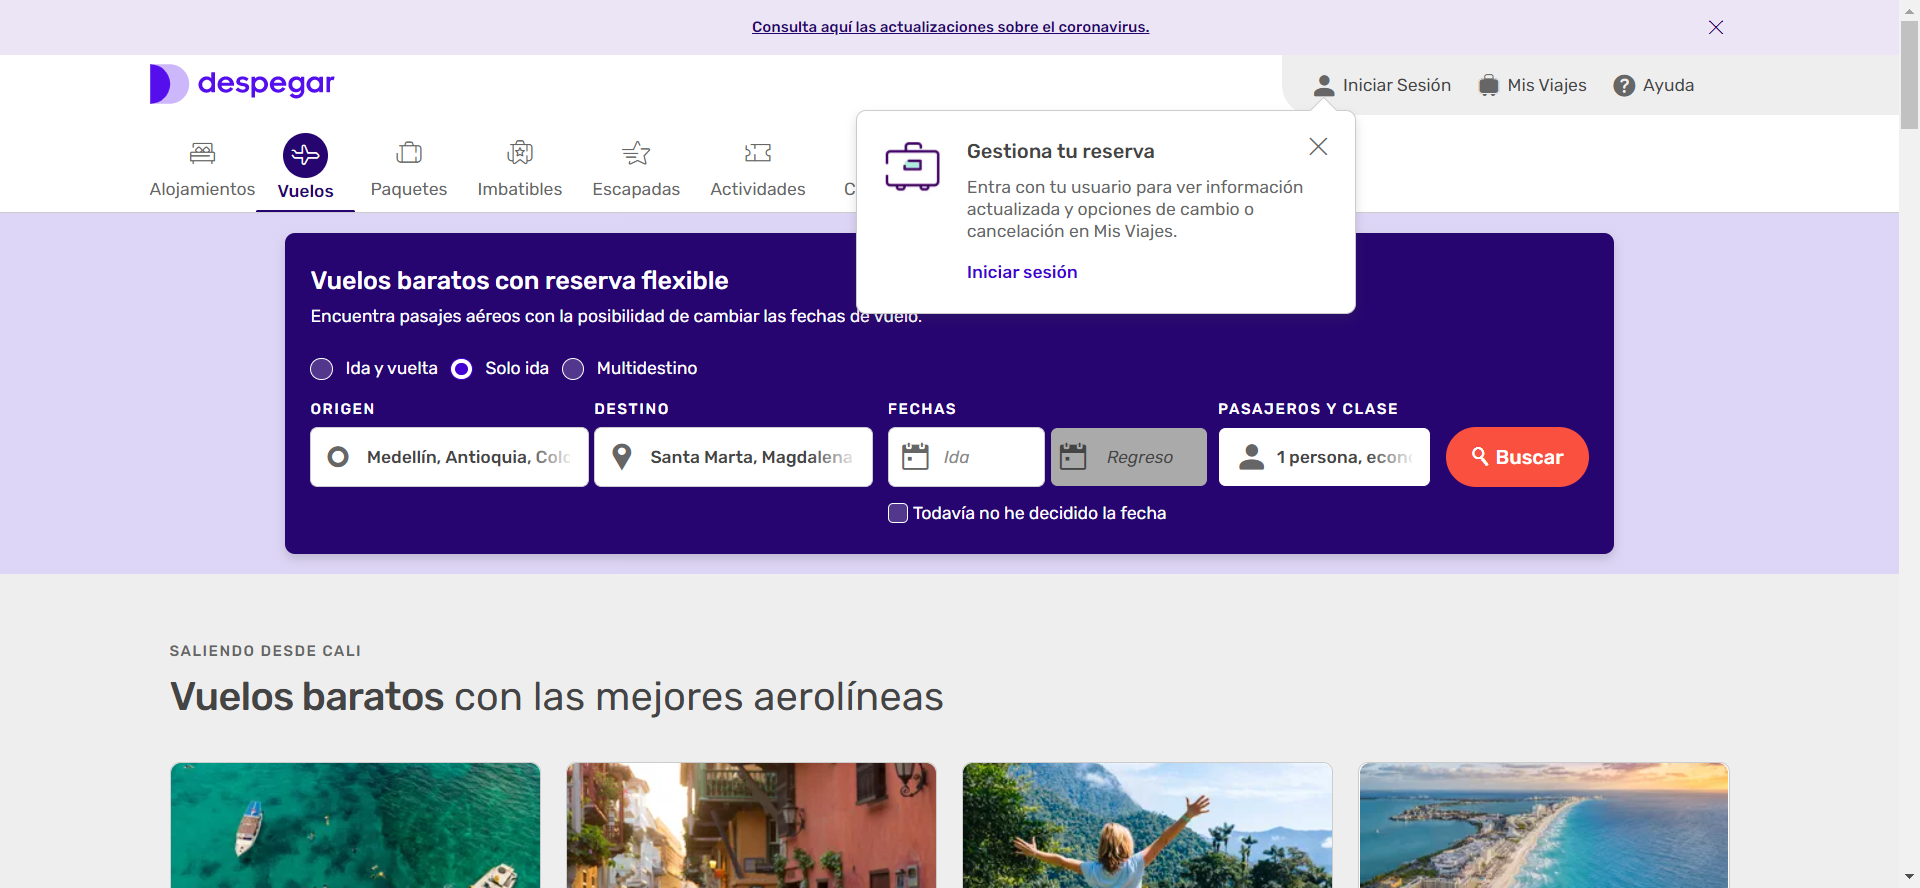 Consulta aquí las actualizaciones sobre el coronavirus.
despegar
Iniciar Sesión
Mis Viajes
? Ayuda
Alojamientos
Vuelos
Paquetes
Imbatibles
Escapadas
Actividades
C
Gestiona tu reserva
Entra con tu usuario para ver información
actualizada y opciones de cambio o
cancelación en Mis Viajes.
Iniciar sesión
Vuelos baratos con reserva flexible
Encuentra pasajes aéreos con la posibilidad de cambiar las fechas de vuelo.
Ida y vuelta
Solo ida
Multidestino
ORIGEN
DESTINO
FECHAS
PASAJEROS Y CLASE
Medellín, Antioquia, Colo
Santa Marta, Magdalena
Ida
Regreso
1 persona, econ
Buscar
Todavía no he decidido la fecha
SALIENDO DESDE CALI
Vuelos baratos con las mejores aerolíneas